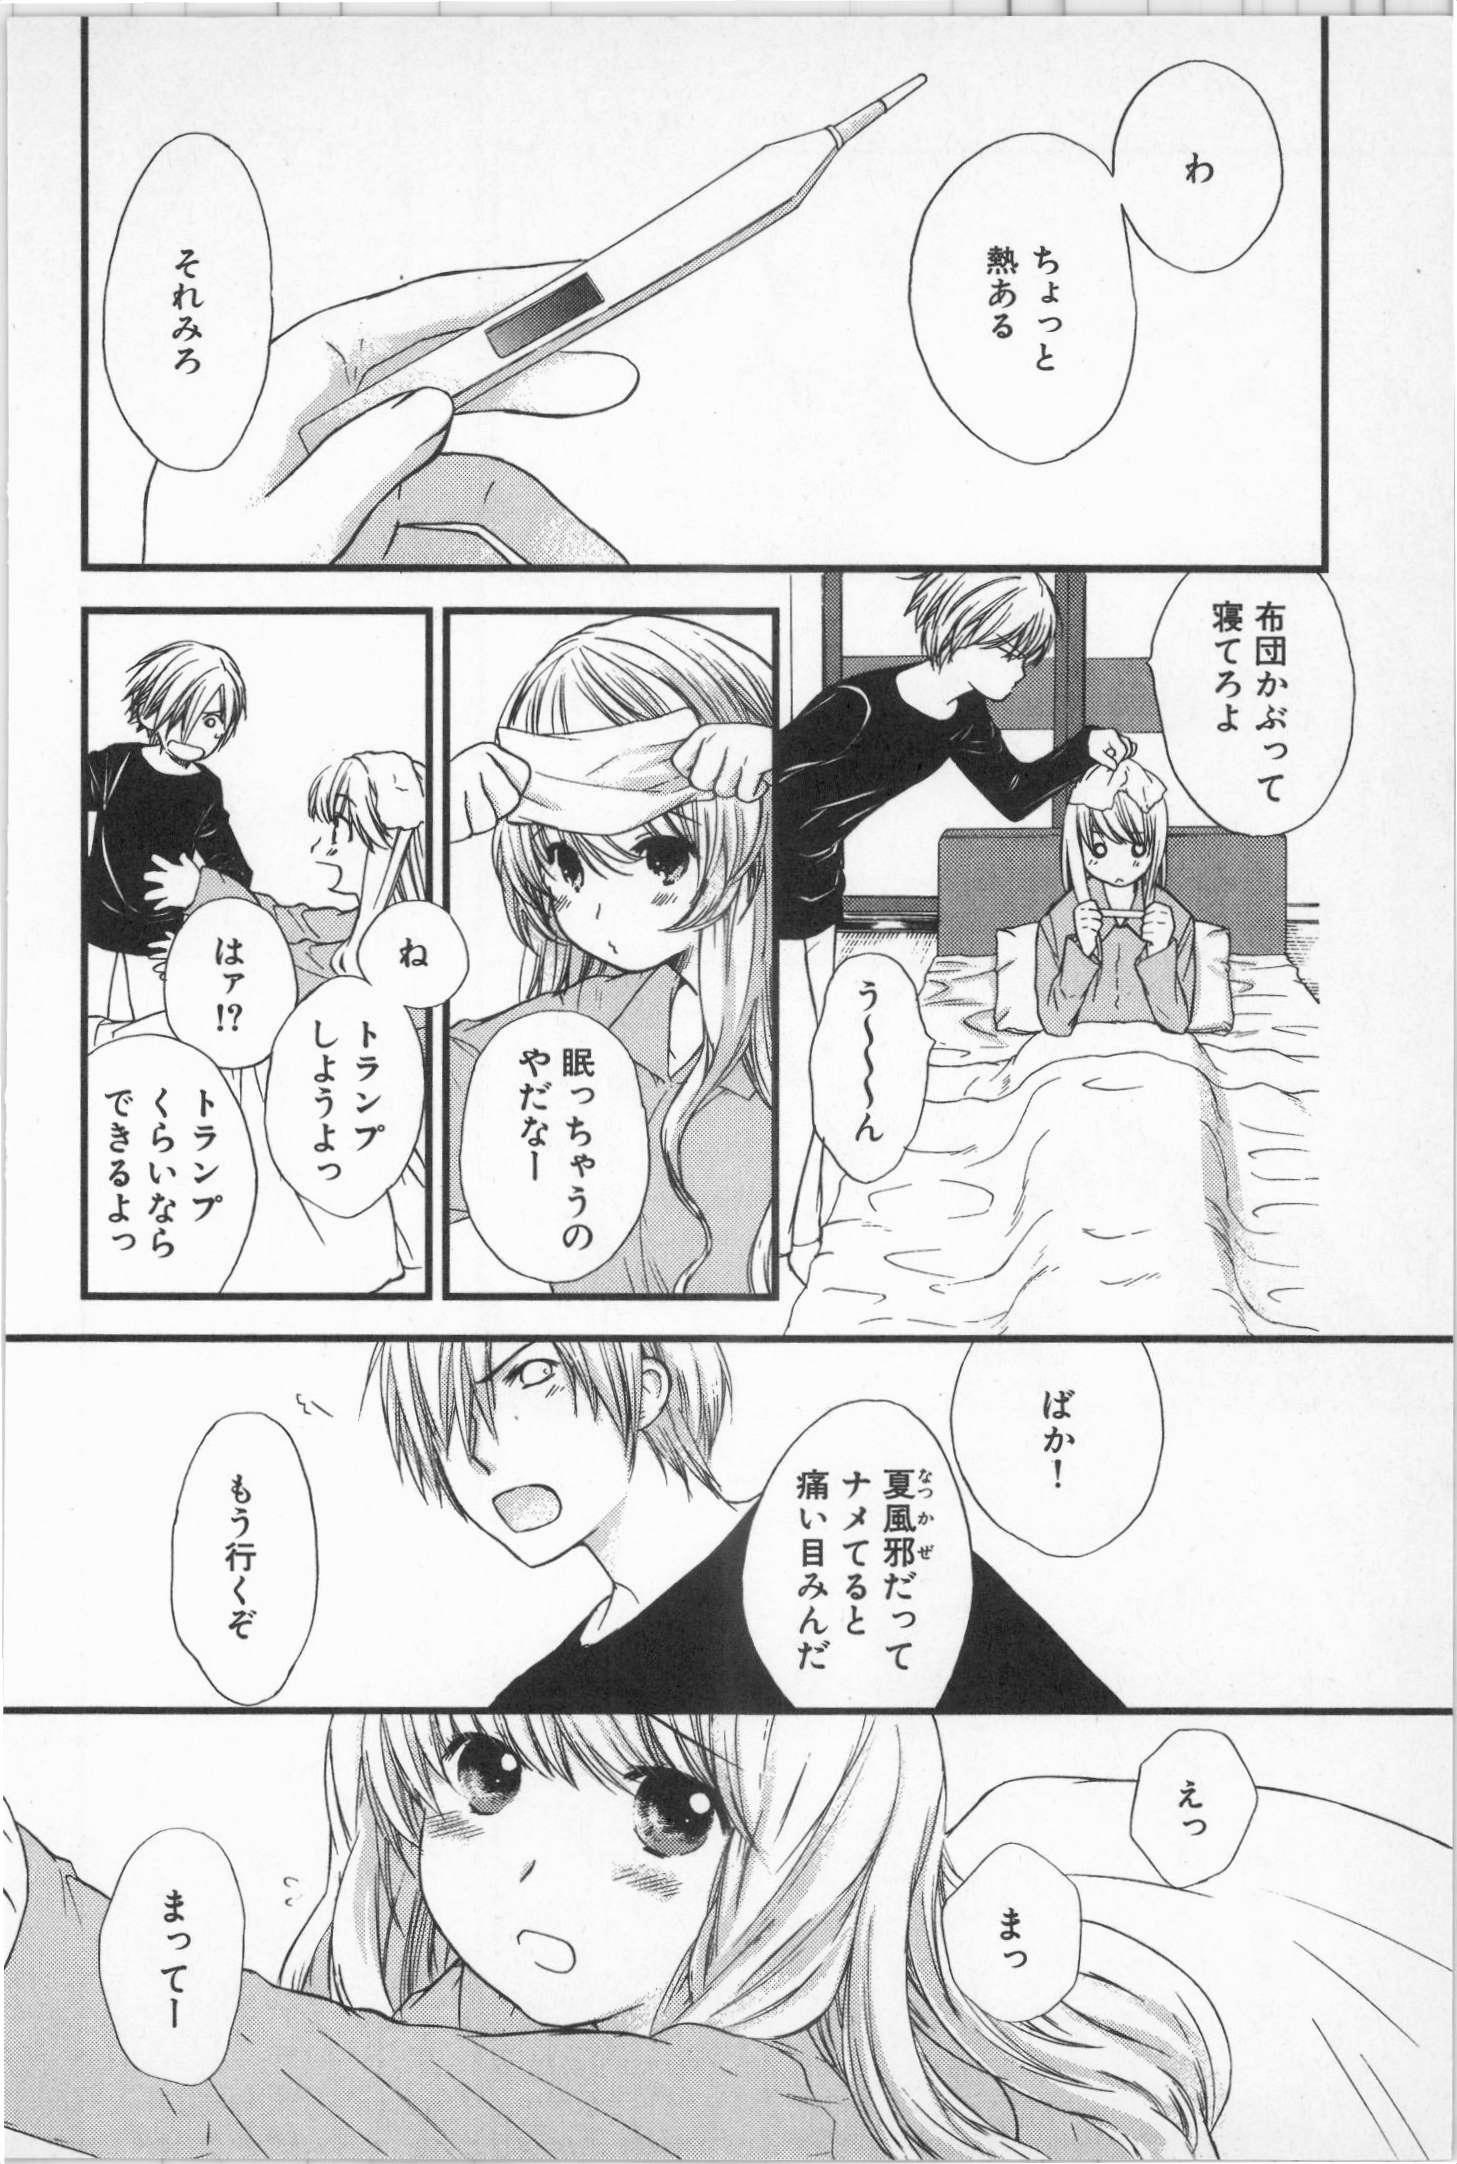 わ
ちょっと
熱ある
それみろ
布団かぶって
寝てろよ
う〜〜〜ん
眠っちゃうの
やだなー
ね
トランプ
しようよっ
はァ
!?
トランプ
くらいなら
できるよっ
ばか！
夏風邪だって
なつかぜ
ナメてると
痛い目みんだ
もう行くぞ
えっ
まっ
まってー